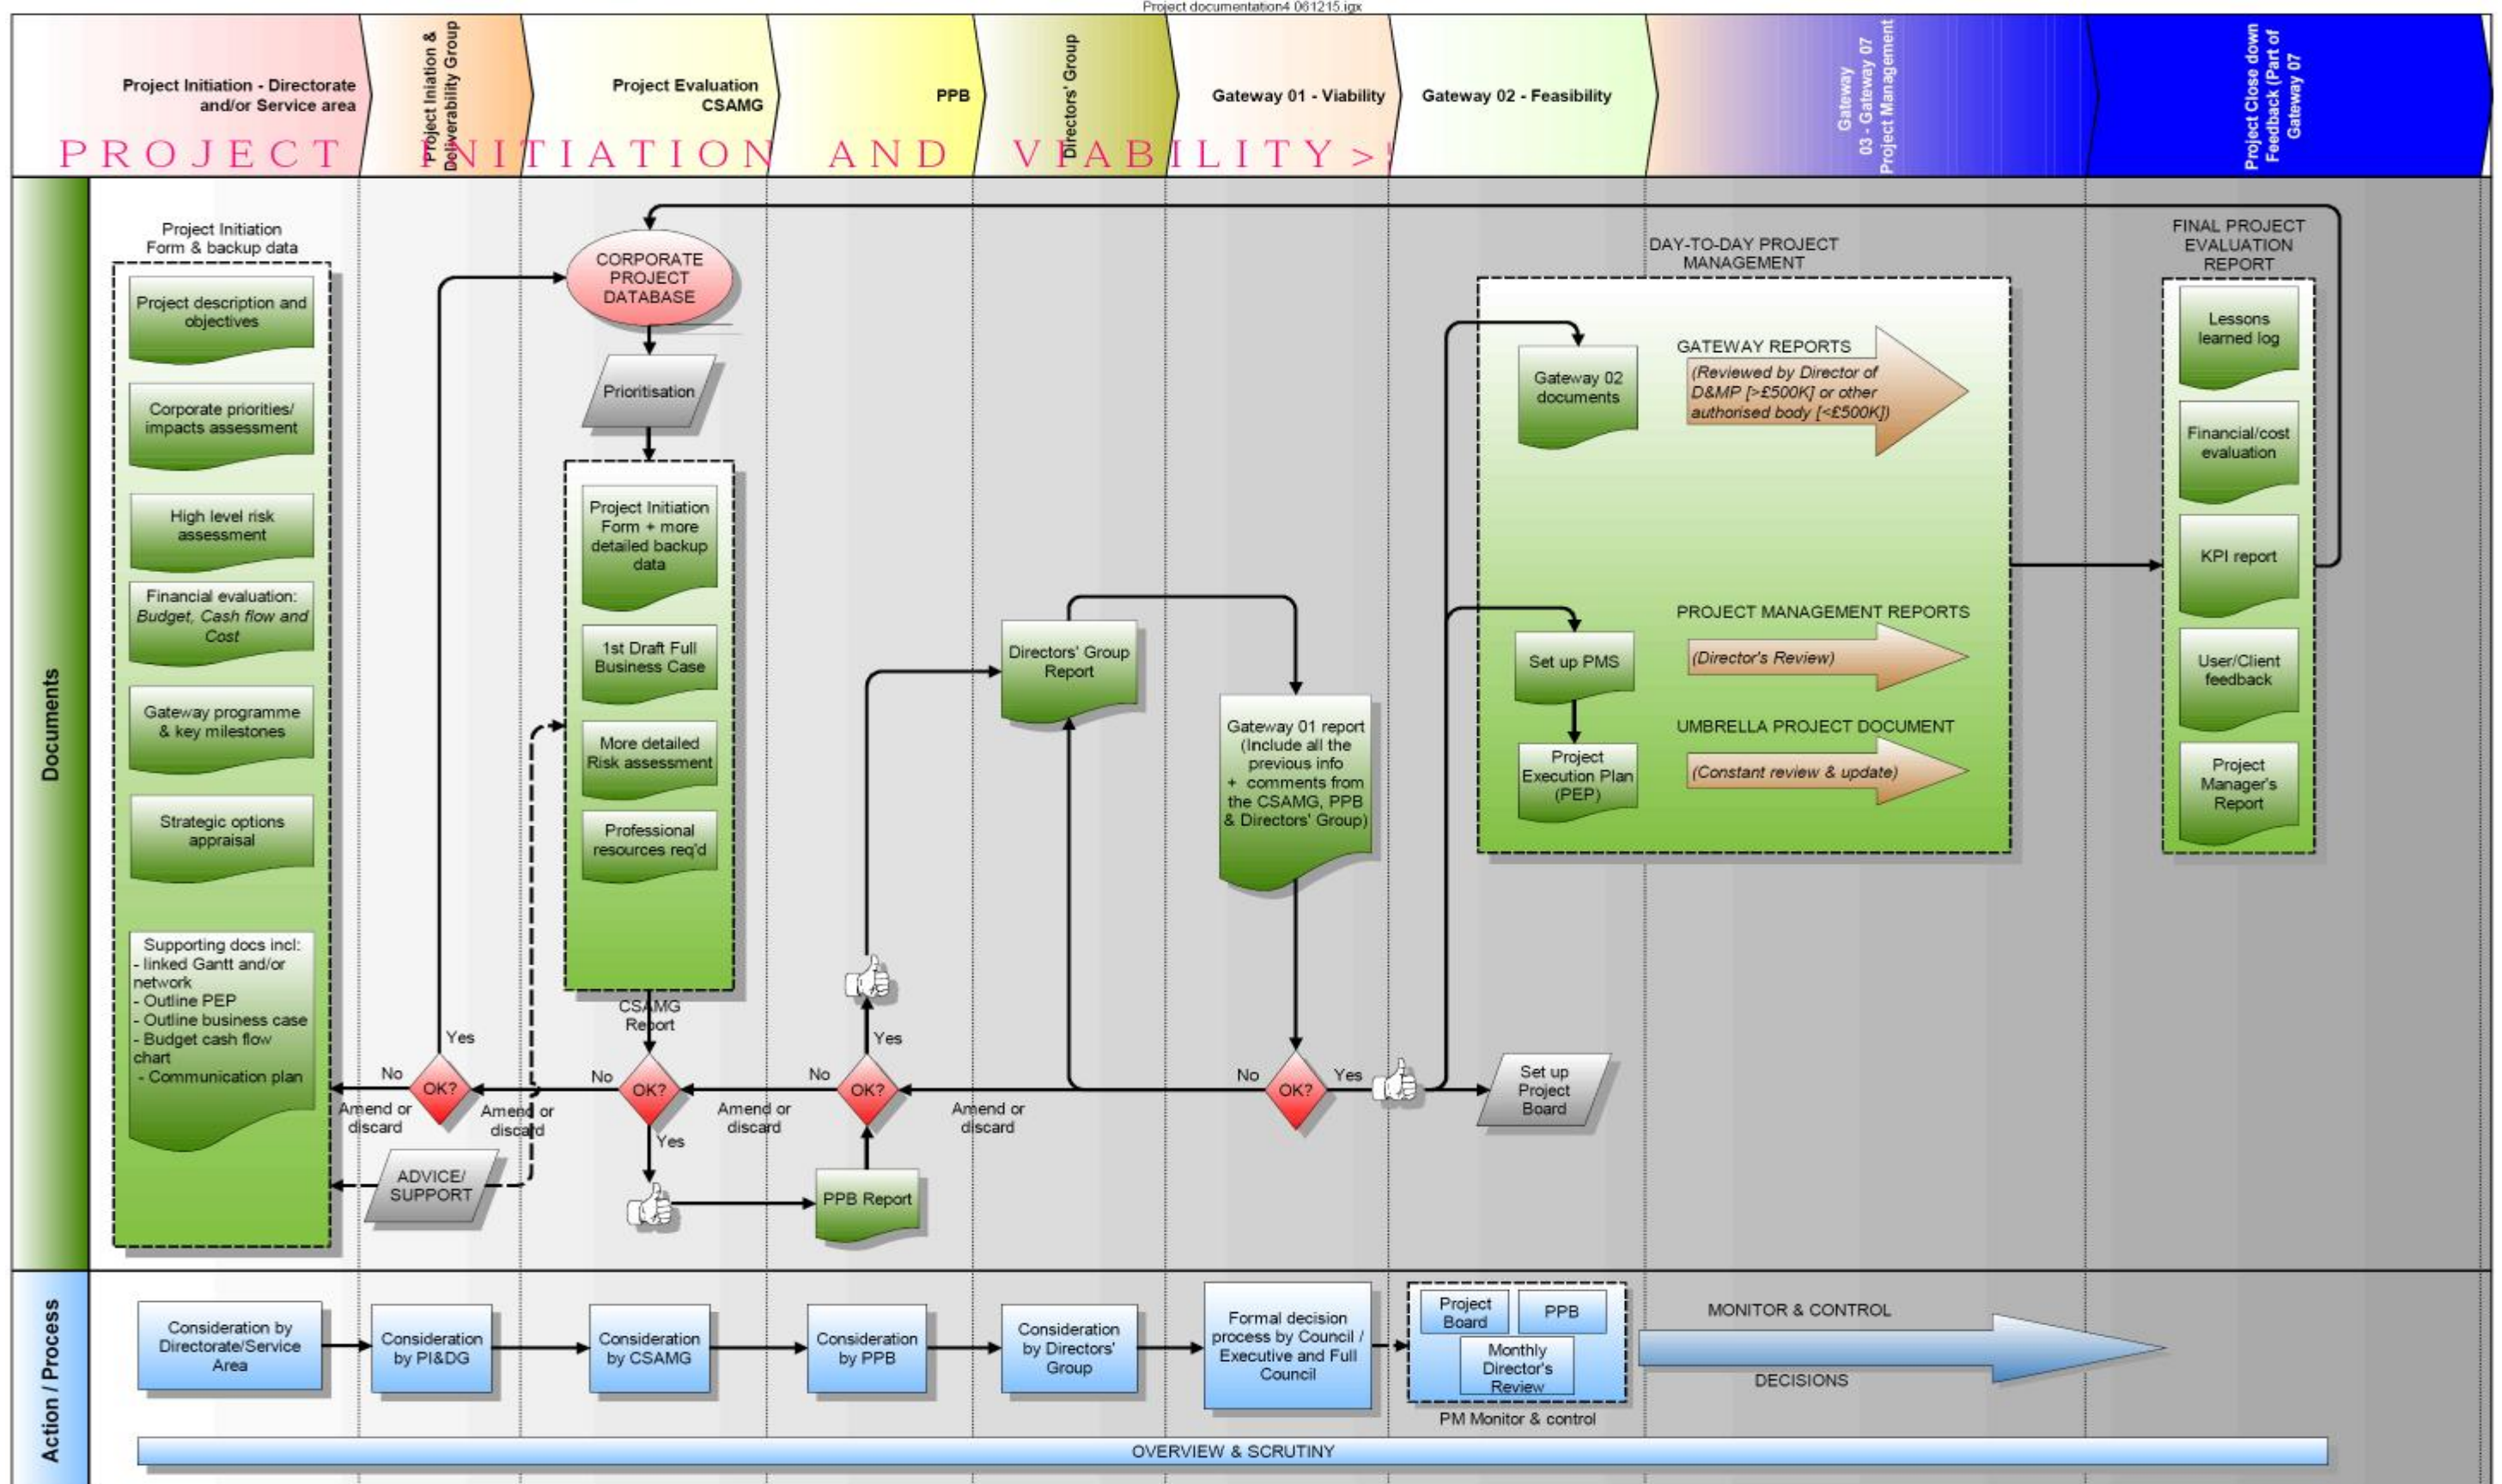 Project documentation4 061215.igx
Project Initiation - Directorate
and/or Service area
Project Iniation &
Deliverability Group
Project Evaluation
CSAMG
PPB
Directors' Group
Gateway 01 - Viability
Gateway 02 - Feasibility
Gateway
03 - Gateway 07
Project Management
Project Close down
Feedback (Part of
Gateway 07
PROJECT INITIATION AND VIABILITY>!
Documents
Project Initiation
Form & backup data
Project description and
objectives
Corporate priorities/
impacts assessment
High level risk
assessment
Financial evaluation:
Budget, Cash flow and
Cost
Gateway programme
& key milestones
Strategic options
appraisal
Supporting docs incl:
- linked Gantt and/or
network
- Outline PEP
- Outline business case
- Budget cash flow
chart
- Communication plan
No
OK?
Yes
Amend or
discard
ADVICE/
SUPPORT
Amend or
discard
CORPORATE
PROJECT
DATABASE
Prioritisation
Project Initiation
Form + more
detailed backup
data
1st Draft Full
Business Case
More detailed
Risk assessment
Professional
resources req'd
CSAMG
Report
No
OK?
Yes
Amend or
discard
Yes
No
OK?
PPB Report
Amend or
discard
Directors' Group
Report
Gateway 01 report
(Include all the
previous info
+ comments from
the CSAMG, PPB
& Directors' Group)
No
OK?
Yes
Set up
Project
Board
DAY-TO-DAY PROJECT
MANAGEMENT
Gateway 02
documents
GATEWAY REPORTS
(Reviewed by Director of
D&MP [>£500K] or other
authorised body [<£500K])
Set up PMS
PROJECT MANAGEMENT REPORTS
(Director's Review)
Project
Execution Plan
(PEP)
UMBRELLA PROJECT DOCUMENT
(Constant review & update)
FINAL PROJECT
EVALUATION
REPORT
Lessons
learned log
Financial/cost
evaluation
KPI report
User/Client
feedback
Project
Manager's
Report
Action / Process
Consideration by
Directorate/Service
Area
Consideration
by PI&DG
Consideration
by CSAMG
Consideration
by PPB
Consideration
by Directors'
Group
Formal decision
process by Council /
Executive and Full
Council
Project
Board
PPB
Monthly
Director's
Review
PM Monitor & control
MONITOR & CONTROL
DECISIONS
OVERVIEW & SCRUTINY